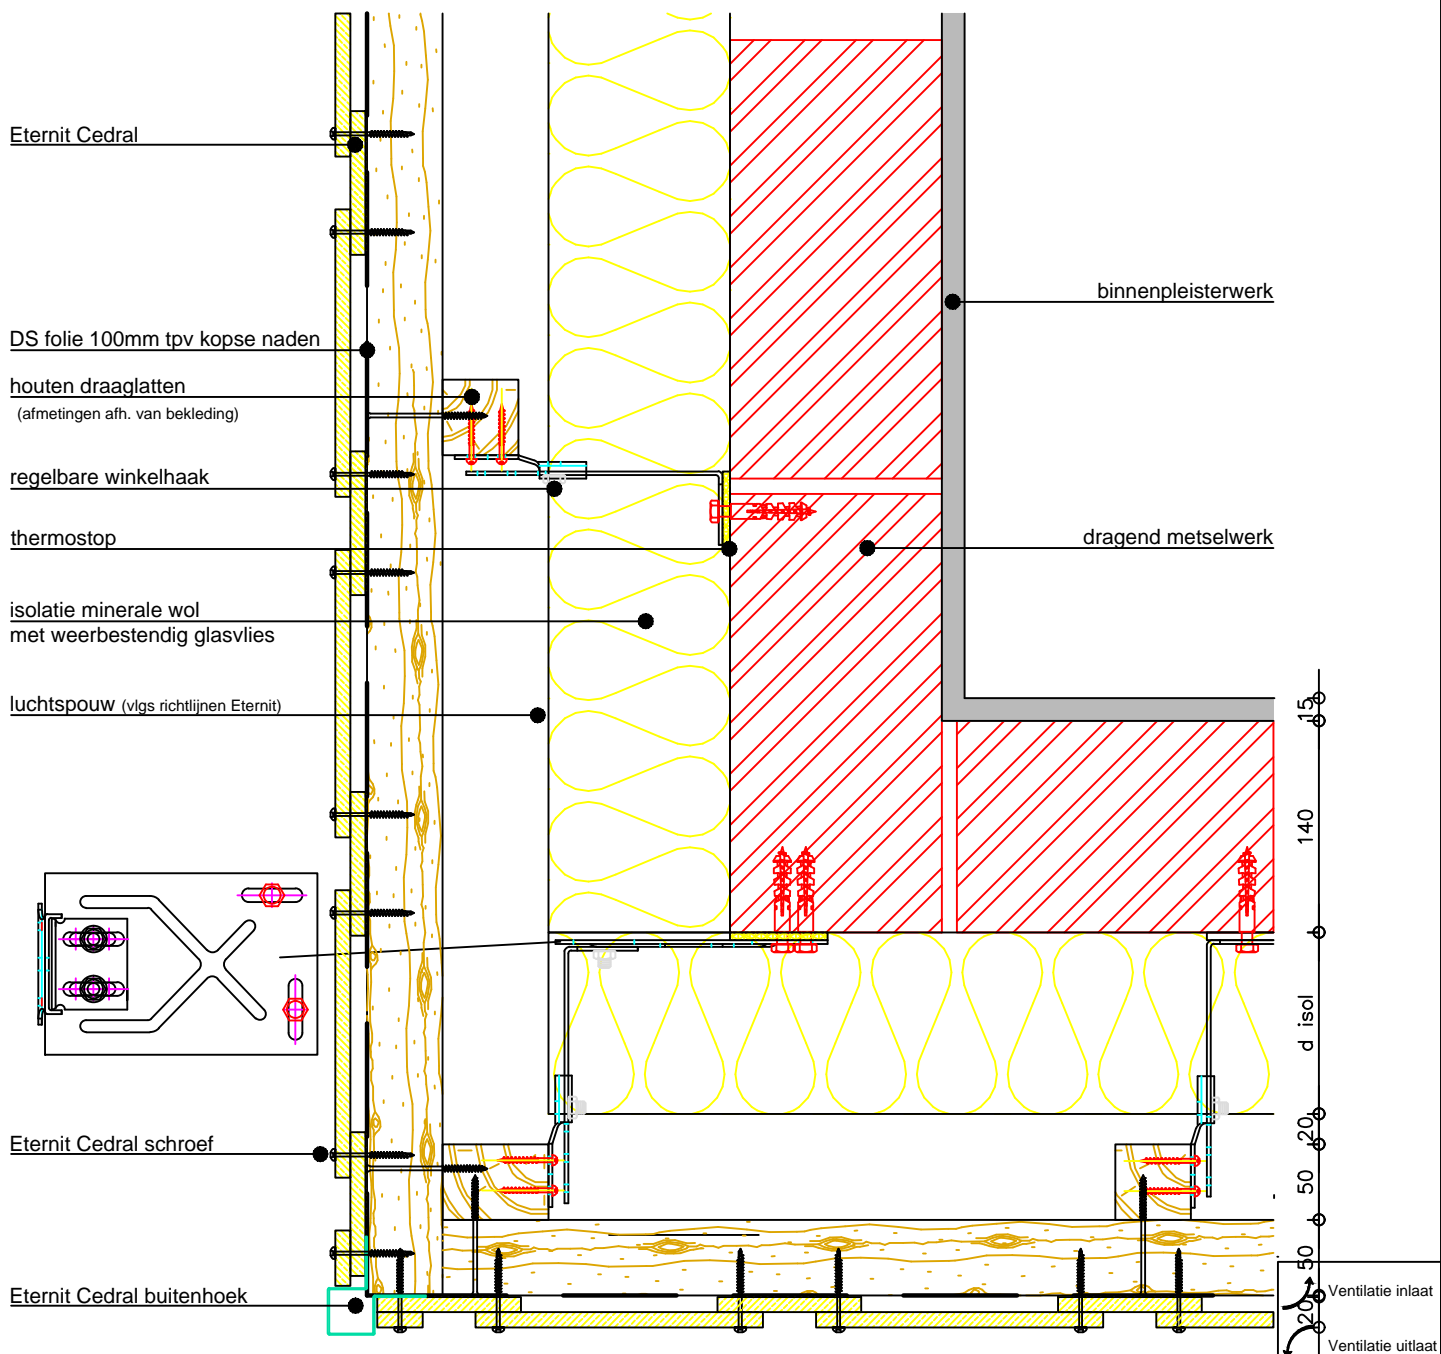 Eternit Cedral
DS folie 100mm tpv kopse naden
houten draaglatten
(afmetingen afh. van bekleding)
regelbare winkelhaak
thermostop
isolatie minerale wol
met weerbestendig glasvlies
luchtspouw (vlgs richtlijnen Eternit)
Eternit Cedral schroef
Eternit Cedral buitenhoek
binnenpleisterwerk
dragend metselwerk
15
140
d isol
20
50
50
20
Ventilatie inlaat
Ventilatie uitlaat